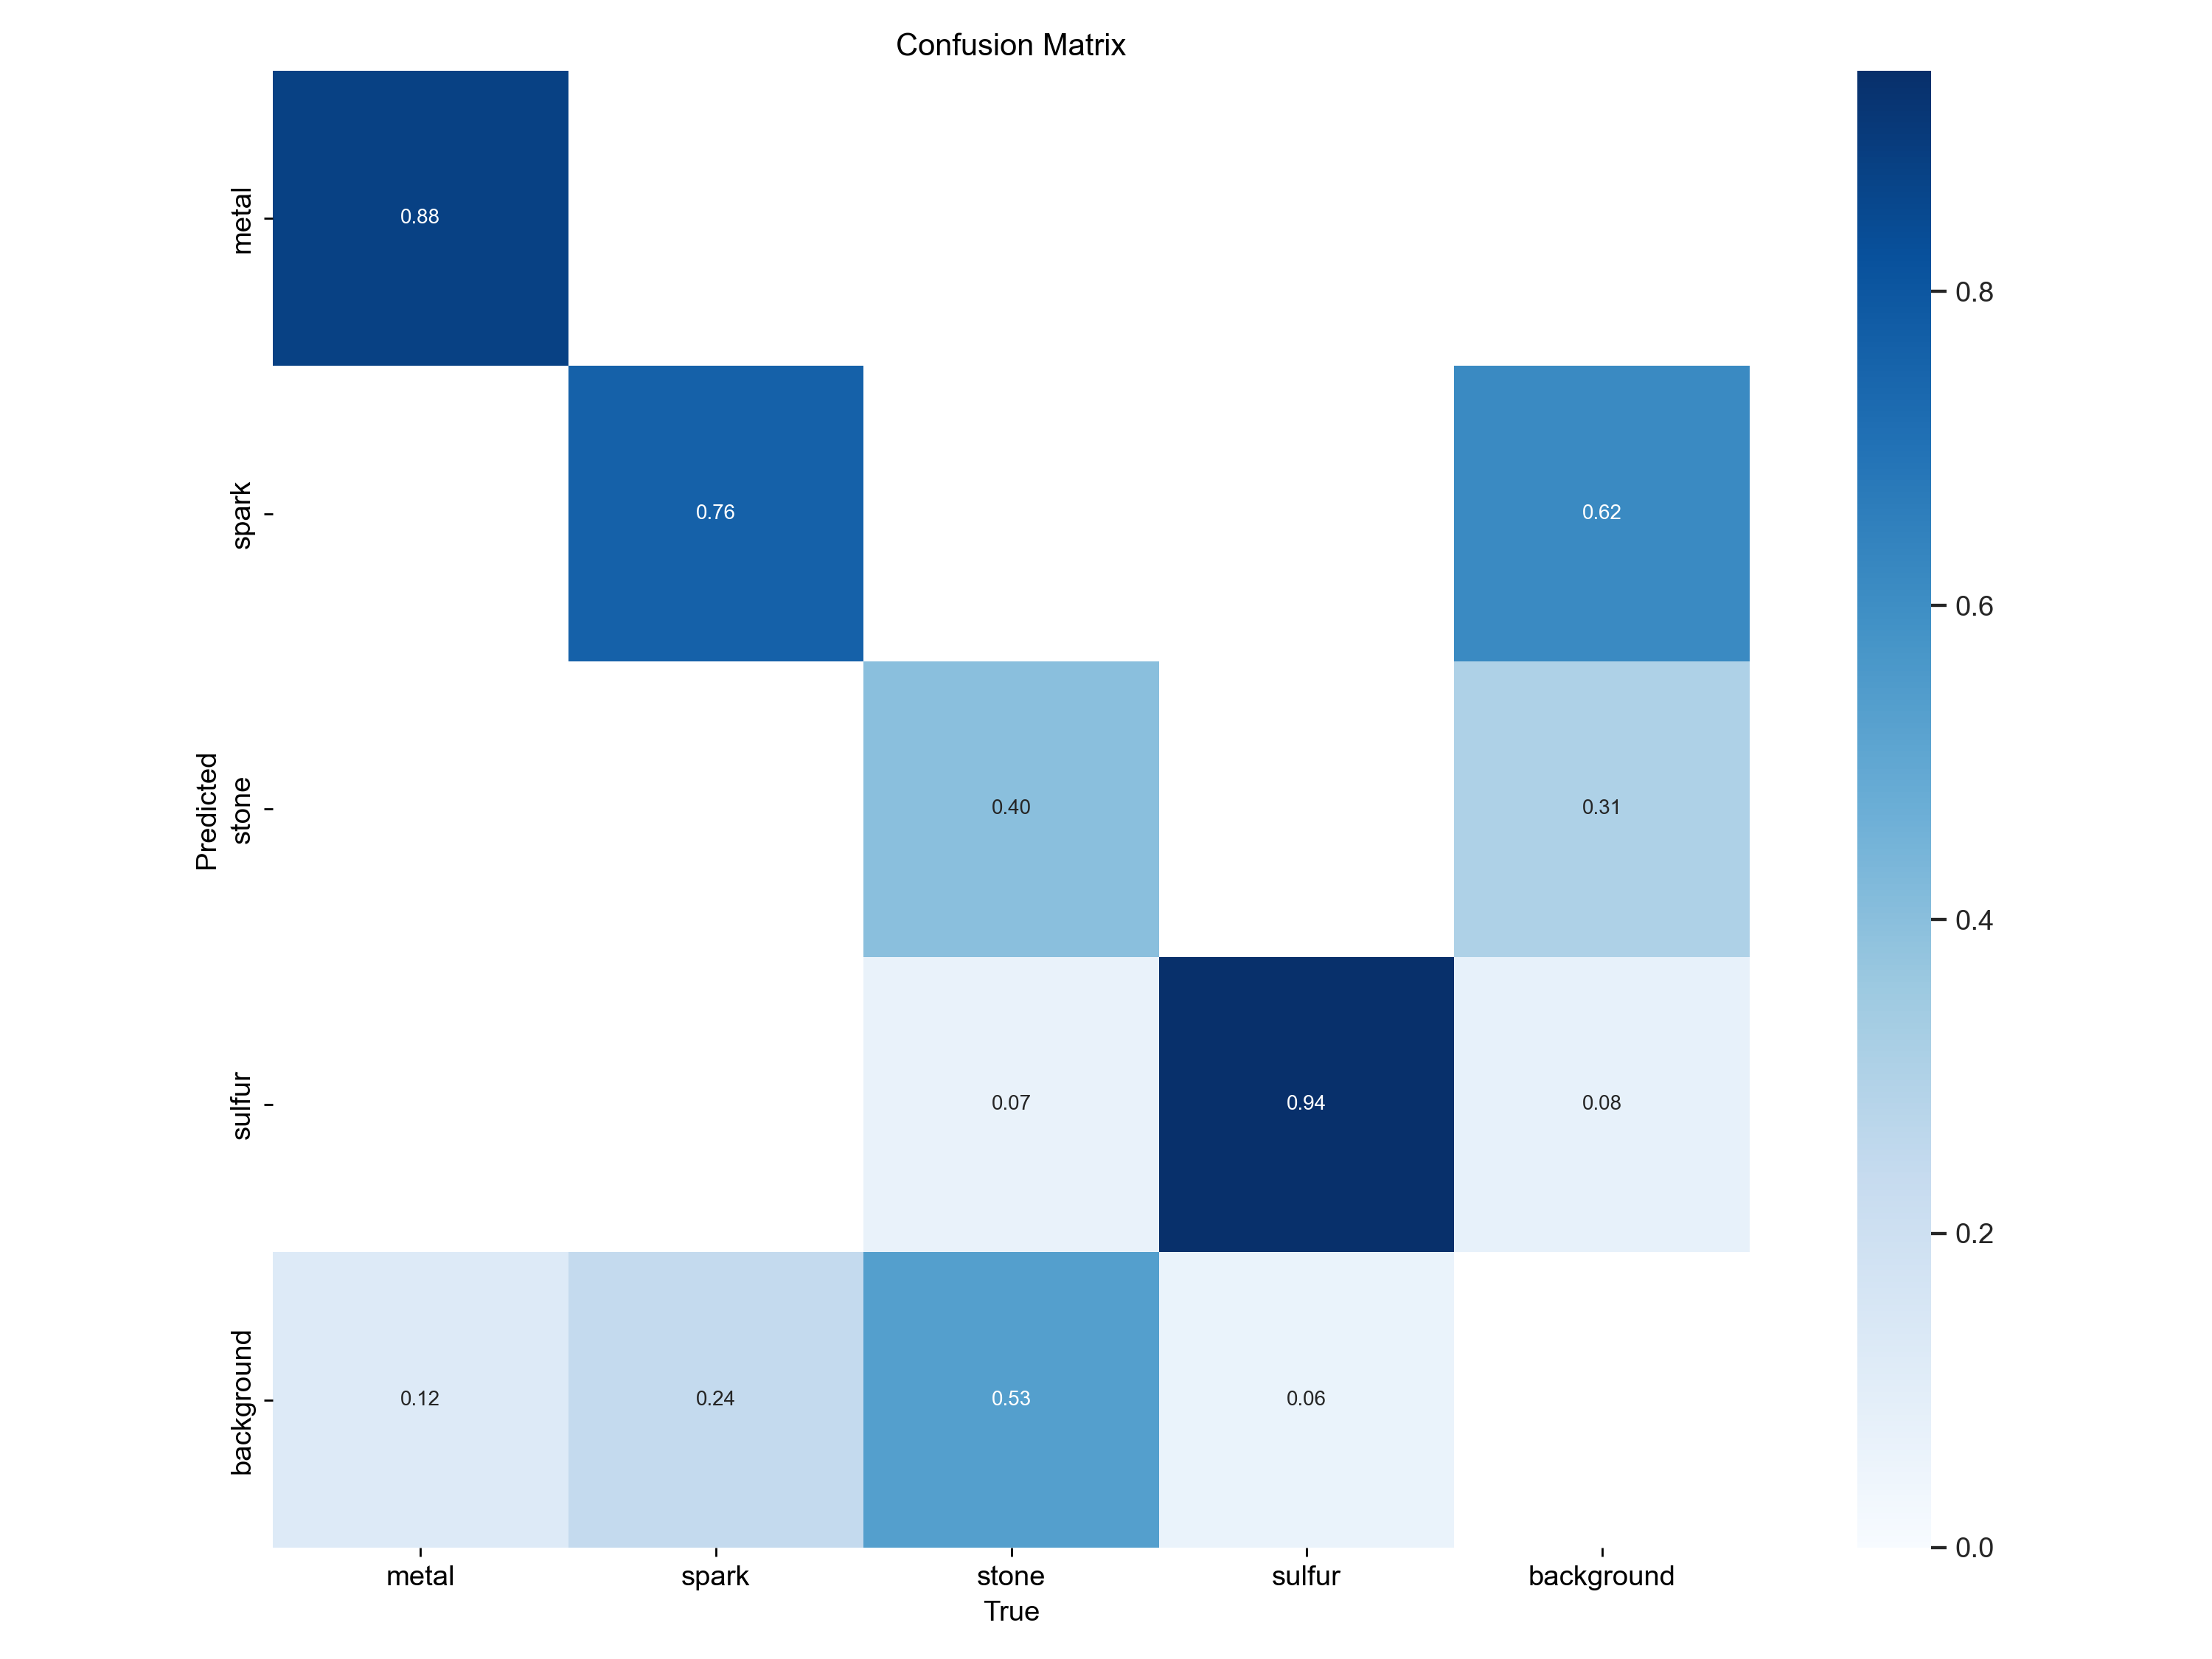 Confusion Matrix
metal
0.88
spark
0.76
0.62
Predicted
stone
0.40
0.31
sulfur
0.07
0.94
0.08
background
0.12
0.24
0.53
0.06
metal
spark
stone
sulfur
background
True
0.8
0.6
0.4
0.2
0.0